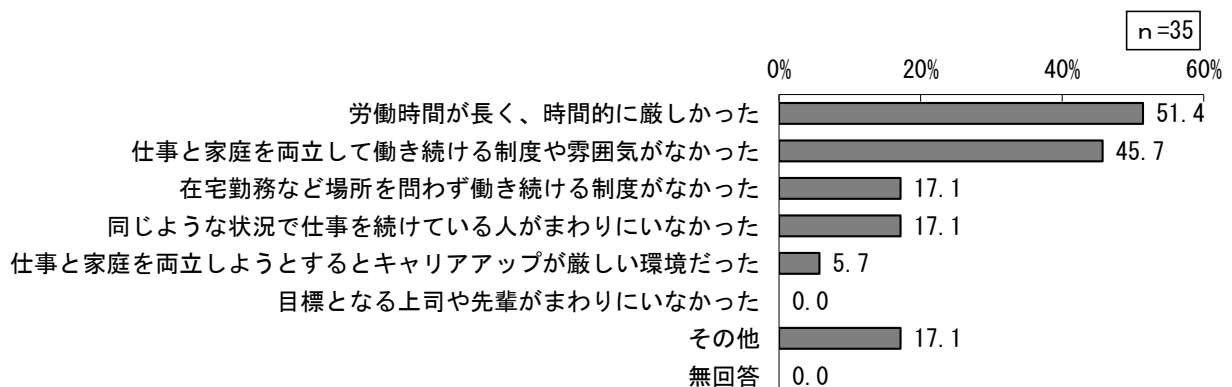 ｎ=35
0% 20% 40% 60%
労働時間が長く、時間的に厳しかった 51.4
仕事と家庭を両立して働き続ける制度や雰囲気がなかった 45.7
在宅勤務など場所を問わず働き続ける制度がなかった 17.1
同じような状況で仕事を続けている人がまわりにいなかった 17.1
仕事と家庭を両立しようとするとキャリアアップが厳しい環境だった 5.7
目標となる上司や先輩がまわりにいなかった 0.0
その他 17.1
無回答 0.0